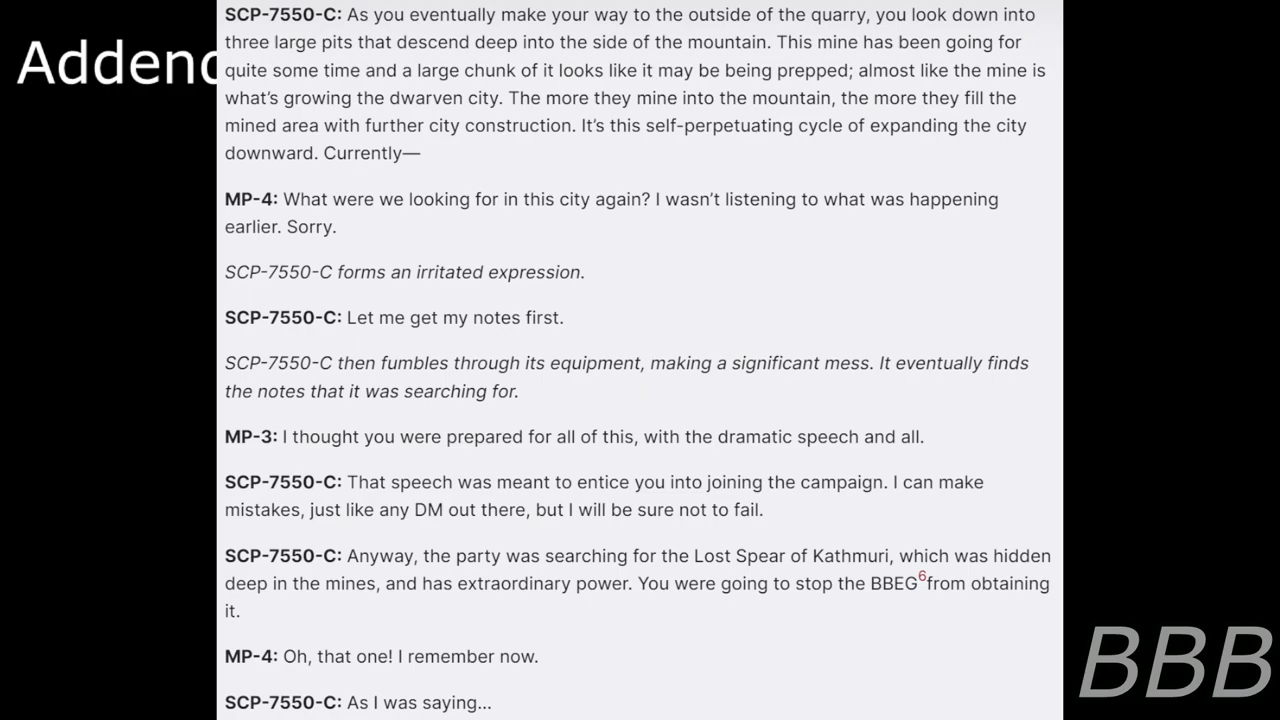 Addend
SCP-7550-C: As you eventually make your way to the outside of the quarry, you look down into
three large pits that descend deep into the side of the mountain. This mine has been going for
quite some time and a large chunk of it looks like it may be being prepped; almost like the mine is
what's growing the dwarven city. The more they mine into the mountain, the more they fill the
mined area with further city construction. It's this self-perpetuating cycle of expanding the city
downward. Currently—
MP-4: What were we looking for in this city again? I wasn't listening to what was happening
earlier. Sorry.
SCP-7550-C forms an irritated expression.
SCP-7550-C: Let me get my notes first.
SCP-7550-C then fumbles through its equipment, making a significant mess. It eventually finds
the notes that it was searching for.
MP-3: I thought you were prepared for all of this, with the dramatic speech and all.
SCP-7550-C: That speech was meant to entice you into joining the campaign. I can make
mistakes, just like any DM out there, but I will be sure not to fail.
SCP-7550-C: Anyway, the party was searching for the Lost Spear of Kathmuri, which was hidden
deep in the mines, and has extraordinary power. You were going to stop the BBEG6from obtaining
it.
MP-4: Oh, that one! I remember now.
SCP-7550-C: As I was saying...
BBB